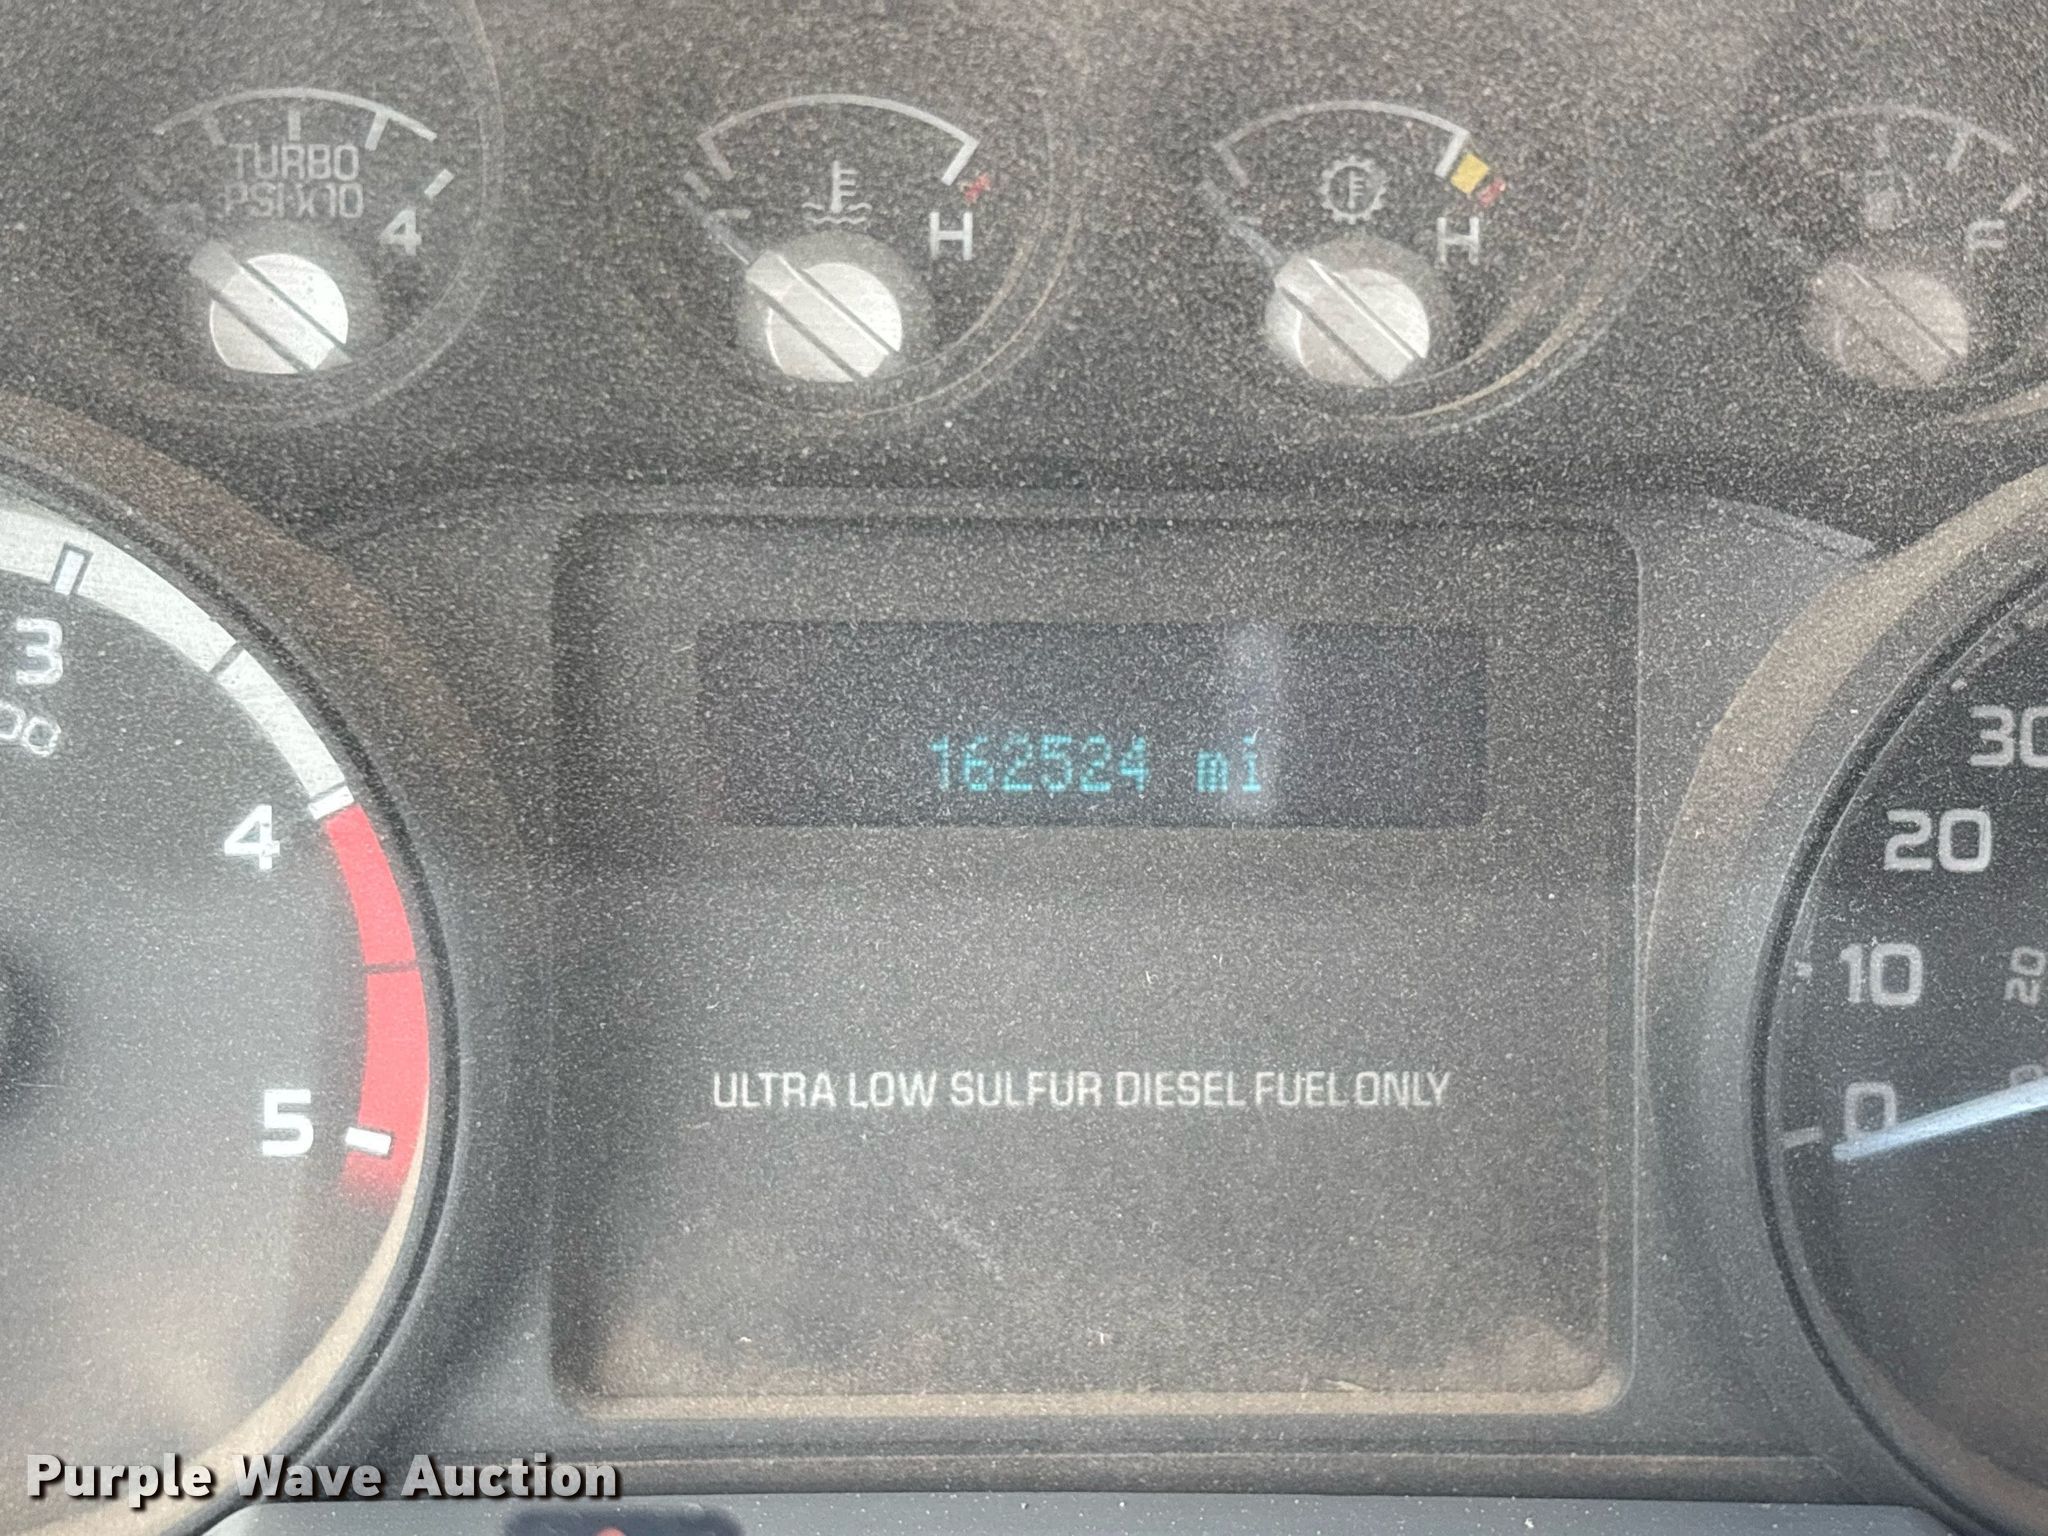 TURBO
PSI X10
4
H
H
F
3
4
5
162524 mi
30
20
10
0
20
ULTRA LOW SULFUR DIESEL FUEL ONLY
Purple Wave Auction